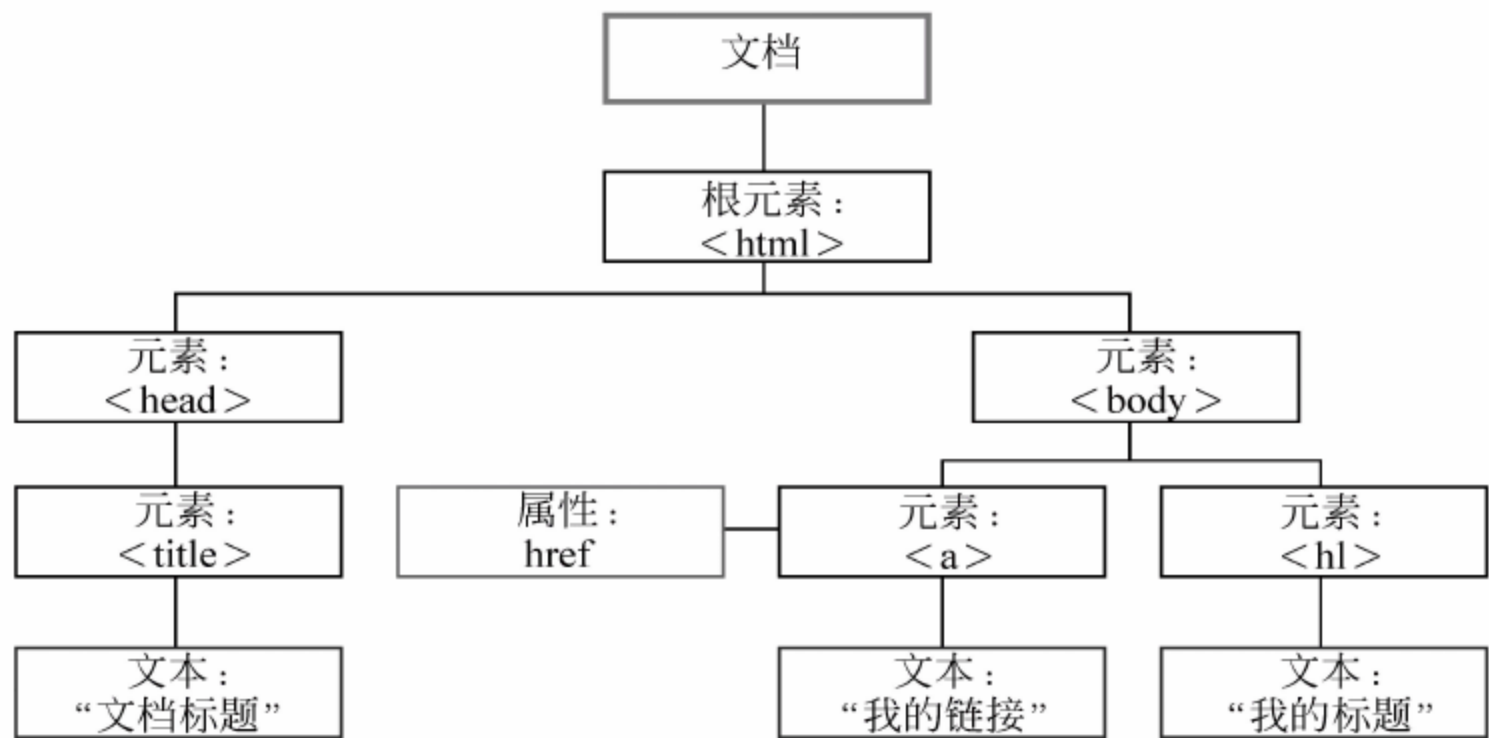 文档
根元素：
<html>
元素：
<head>
元素：
<body>
元素：
<title>
属性：
href
元素：
<a>
元素：
<hl>
文本：
“文档标题”
文本：
“我的链接”
文本：
“我的标题”